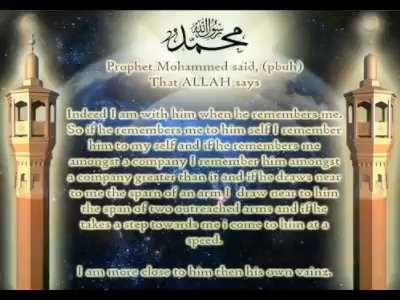 محمد رسول الله
Prophet Mohammed said, (pbuh)
That ALLAH says
Indeed I am with him when he remembers me.
So if he remembers me to him self I remember
him to my self and if he remembers me
amongst a company I remember him amongst
a company greater than it and if he draws near
to me the spam of an arm I draw near to him
the span of two outreached arms and if he
takes a step towards me i come to him at a
speed.
I am more close to him then his own vainz.